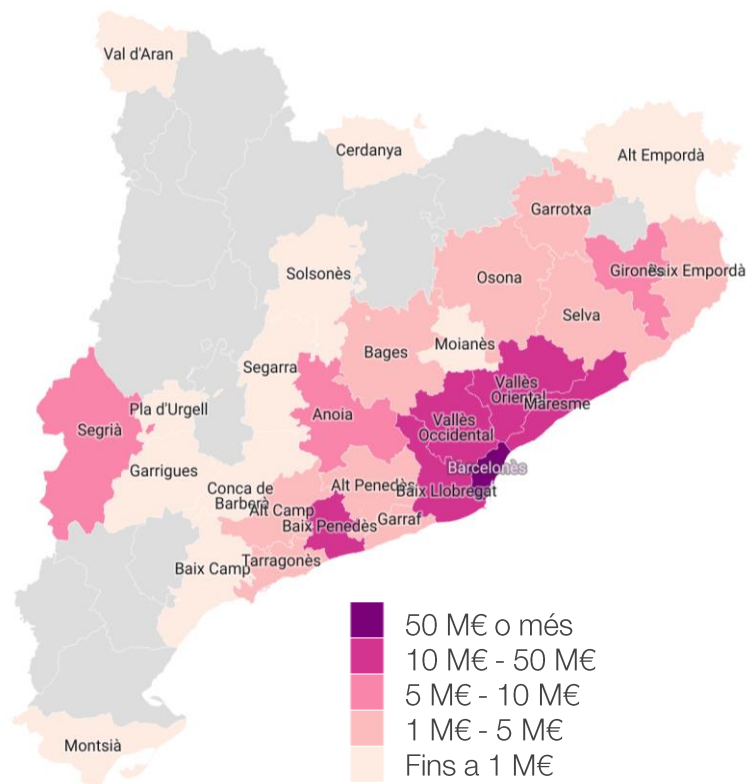 Val d'Aran
Cerdanya
Alt Empordà
Garrotxa
Gironès
Baix Empordà
Solsonès
Osona
Selva
Moianès
Bages
Segarra
Vallès
Oriental
Maresme
Pla d'Urgell
Anoia
Vallès
Occidental
Segrià
Barcelonès
Garrigues
Alt Penedès
Baix Llobregat
Conca de
Barberà
Alt Camp
Baix Penedès
Garraf
Tarragonès
Baix Camp
50 M€ o més
10 M€ - 50 M€
5 M€ - 10 M€
1 M€ - 5 M€
Fins a 1 M€
Montsià